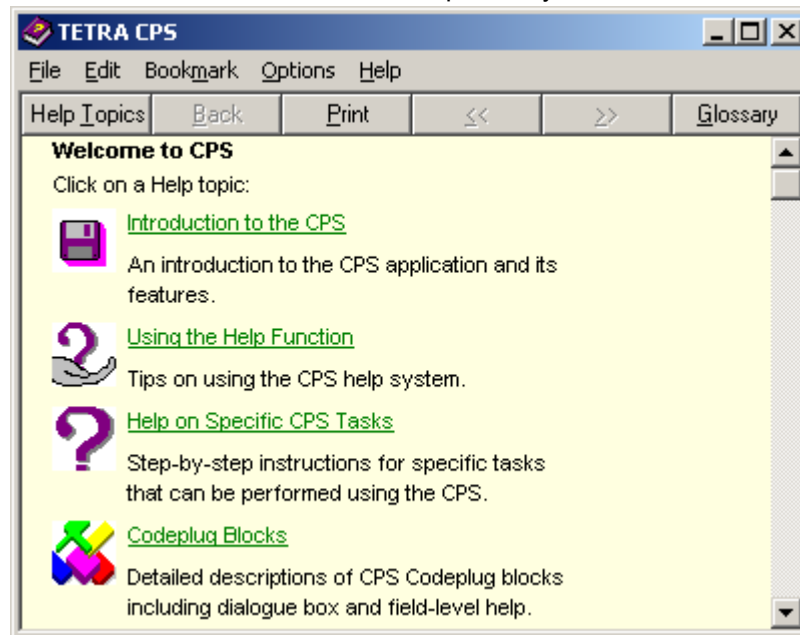 TETRA CPS
File Edit Bookmark Options Help
Help Topics Back Print << >> Glossary
Welcome to CPS
Click on a Help topic:
Introduction to the CPS
An introduction to the CPS application and its
features.
Using the Help Function
Tips on using the CPS help system.
Help on Specific CPS Tasks
Step-by-step instructions for specific tasks
that can be performed using the CPS.
Codeplug Blocks
Detailed descriptions of CPS Codeplug blocks
including dialogue box and field-level help.